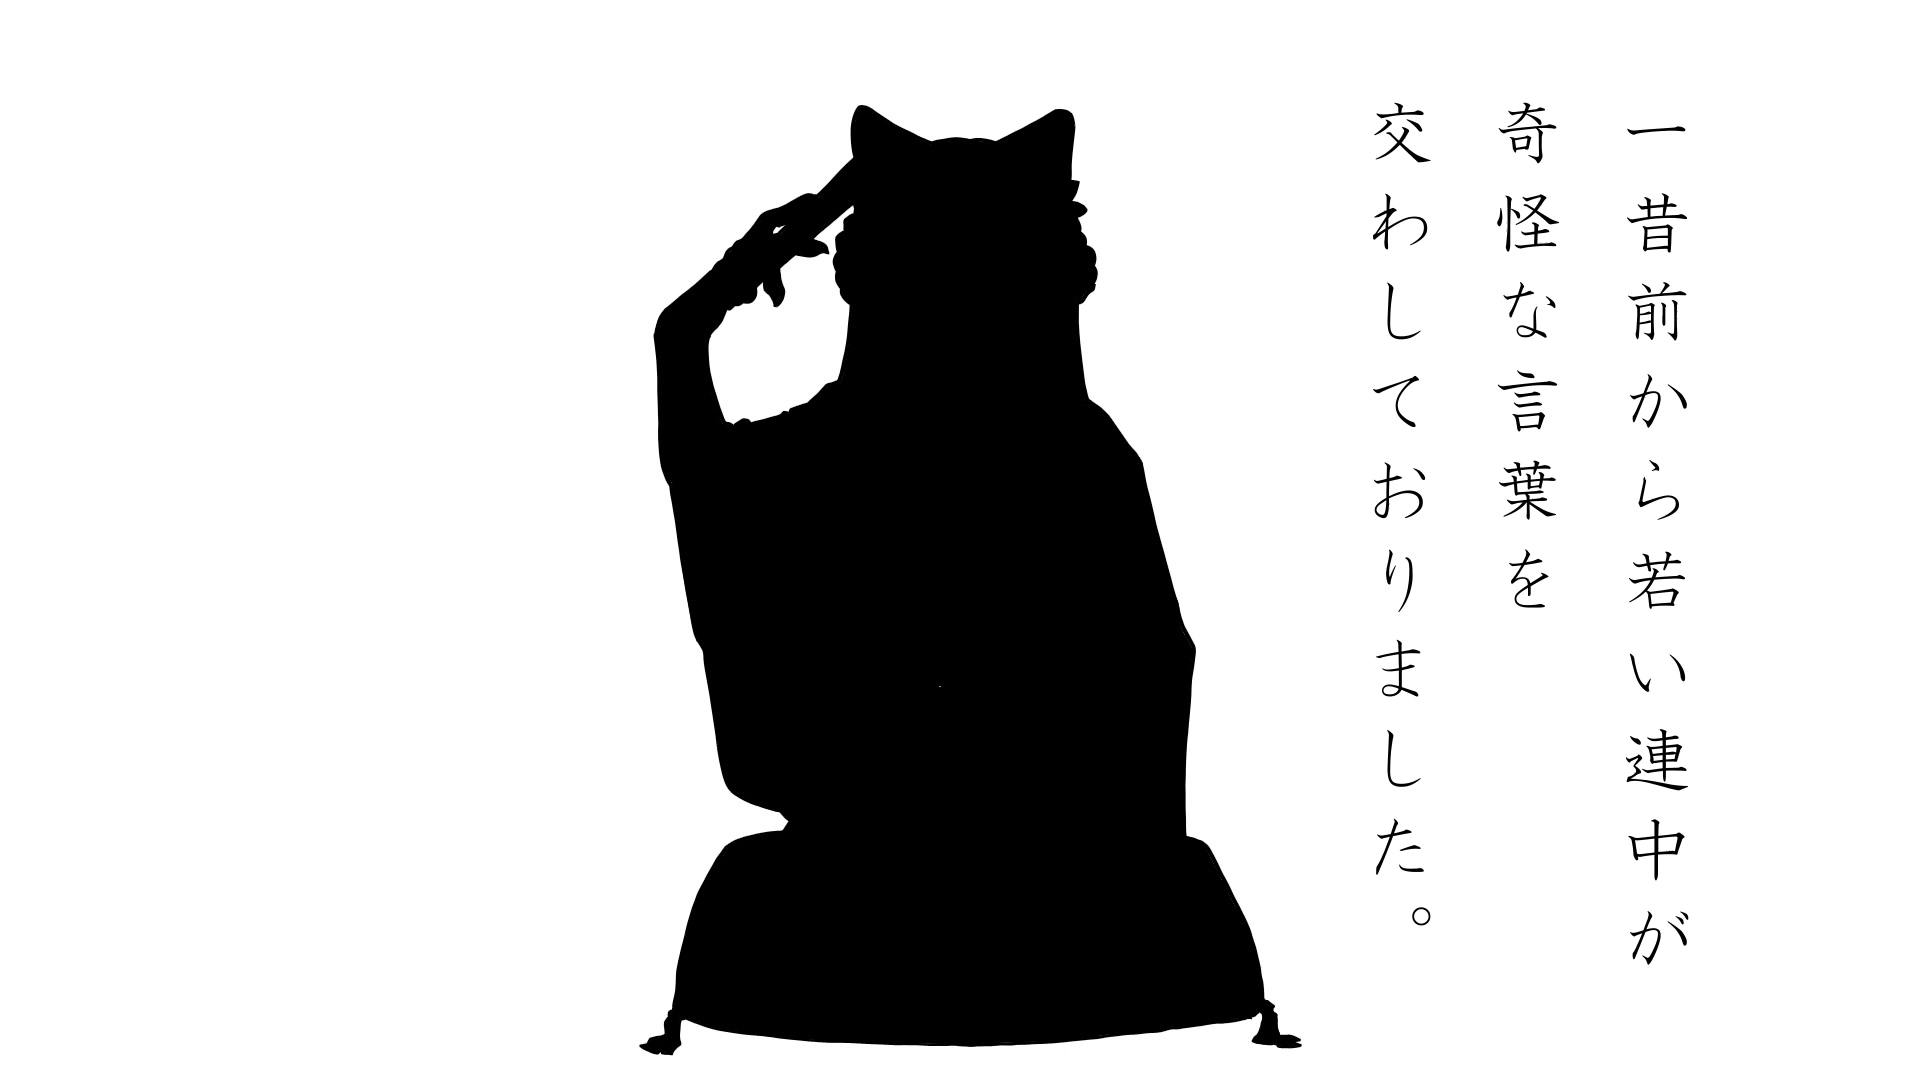 一昔前から若い連中が
奇怪な言葉を
交わしておりました。